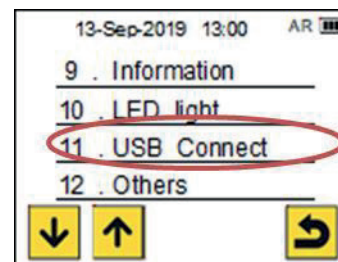 13-Sep-2019 13:00 AR
9 . Information
10 . LED light
11 . USB Connect
12 . Others